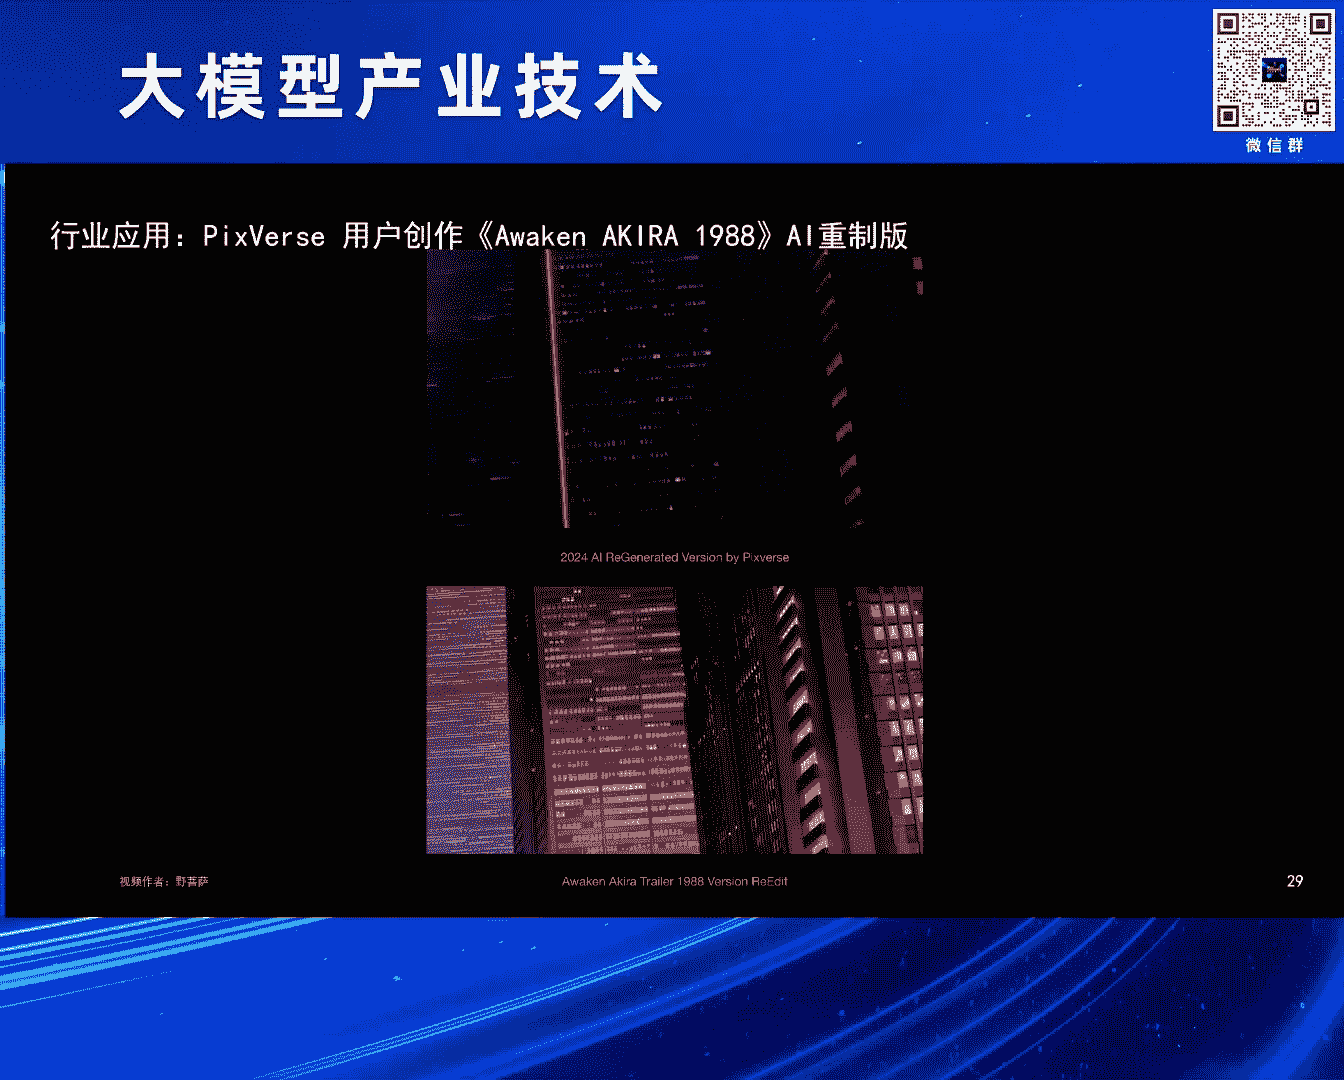 大模型产业技术
微信群
行业应用：PixVerse 用户创作《Awaken AKIRA 1988》AI重制版
2024 AI ReGenerated Version by Pixverse
视频作者：野菩萨
Awaken Akira Trailer 1988 Version ReEdit
29